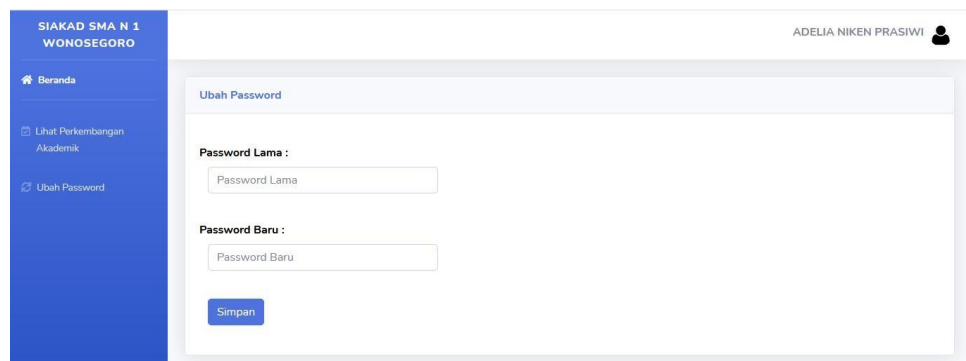 SIAKAD SMA N 1
WONOSEGORO
ADELIA NIKEN PRASIWI
Beranda
Lihat Perkembangan
Akademik
Ubah Password
Ubah Password
Password Lama :
Password Lama
Password Baru :
Password Baru
Simpan